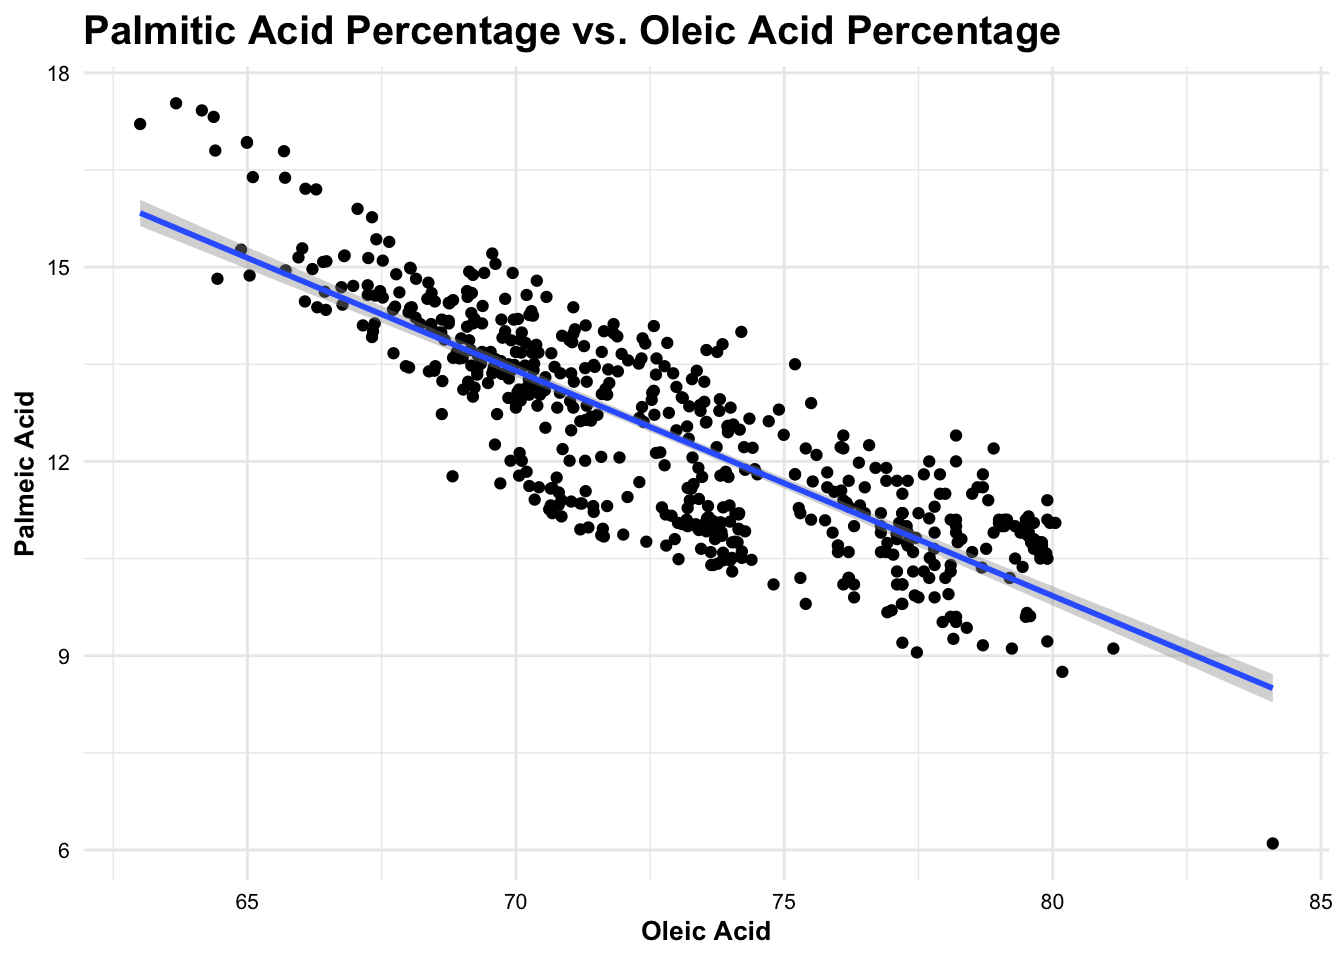 Palmitic Acid Percentage vs. Oleic Acid Percentage
18
15
12
9
6
Palmeic Acid
65 70 75 80 85
Oleic Acid